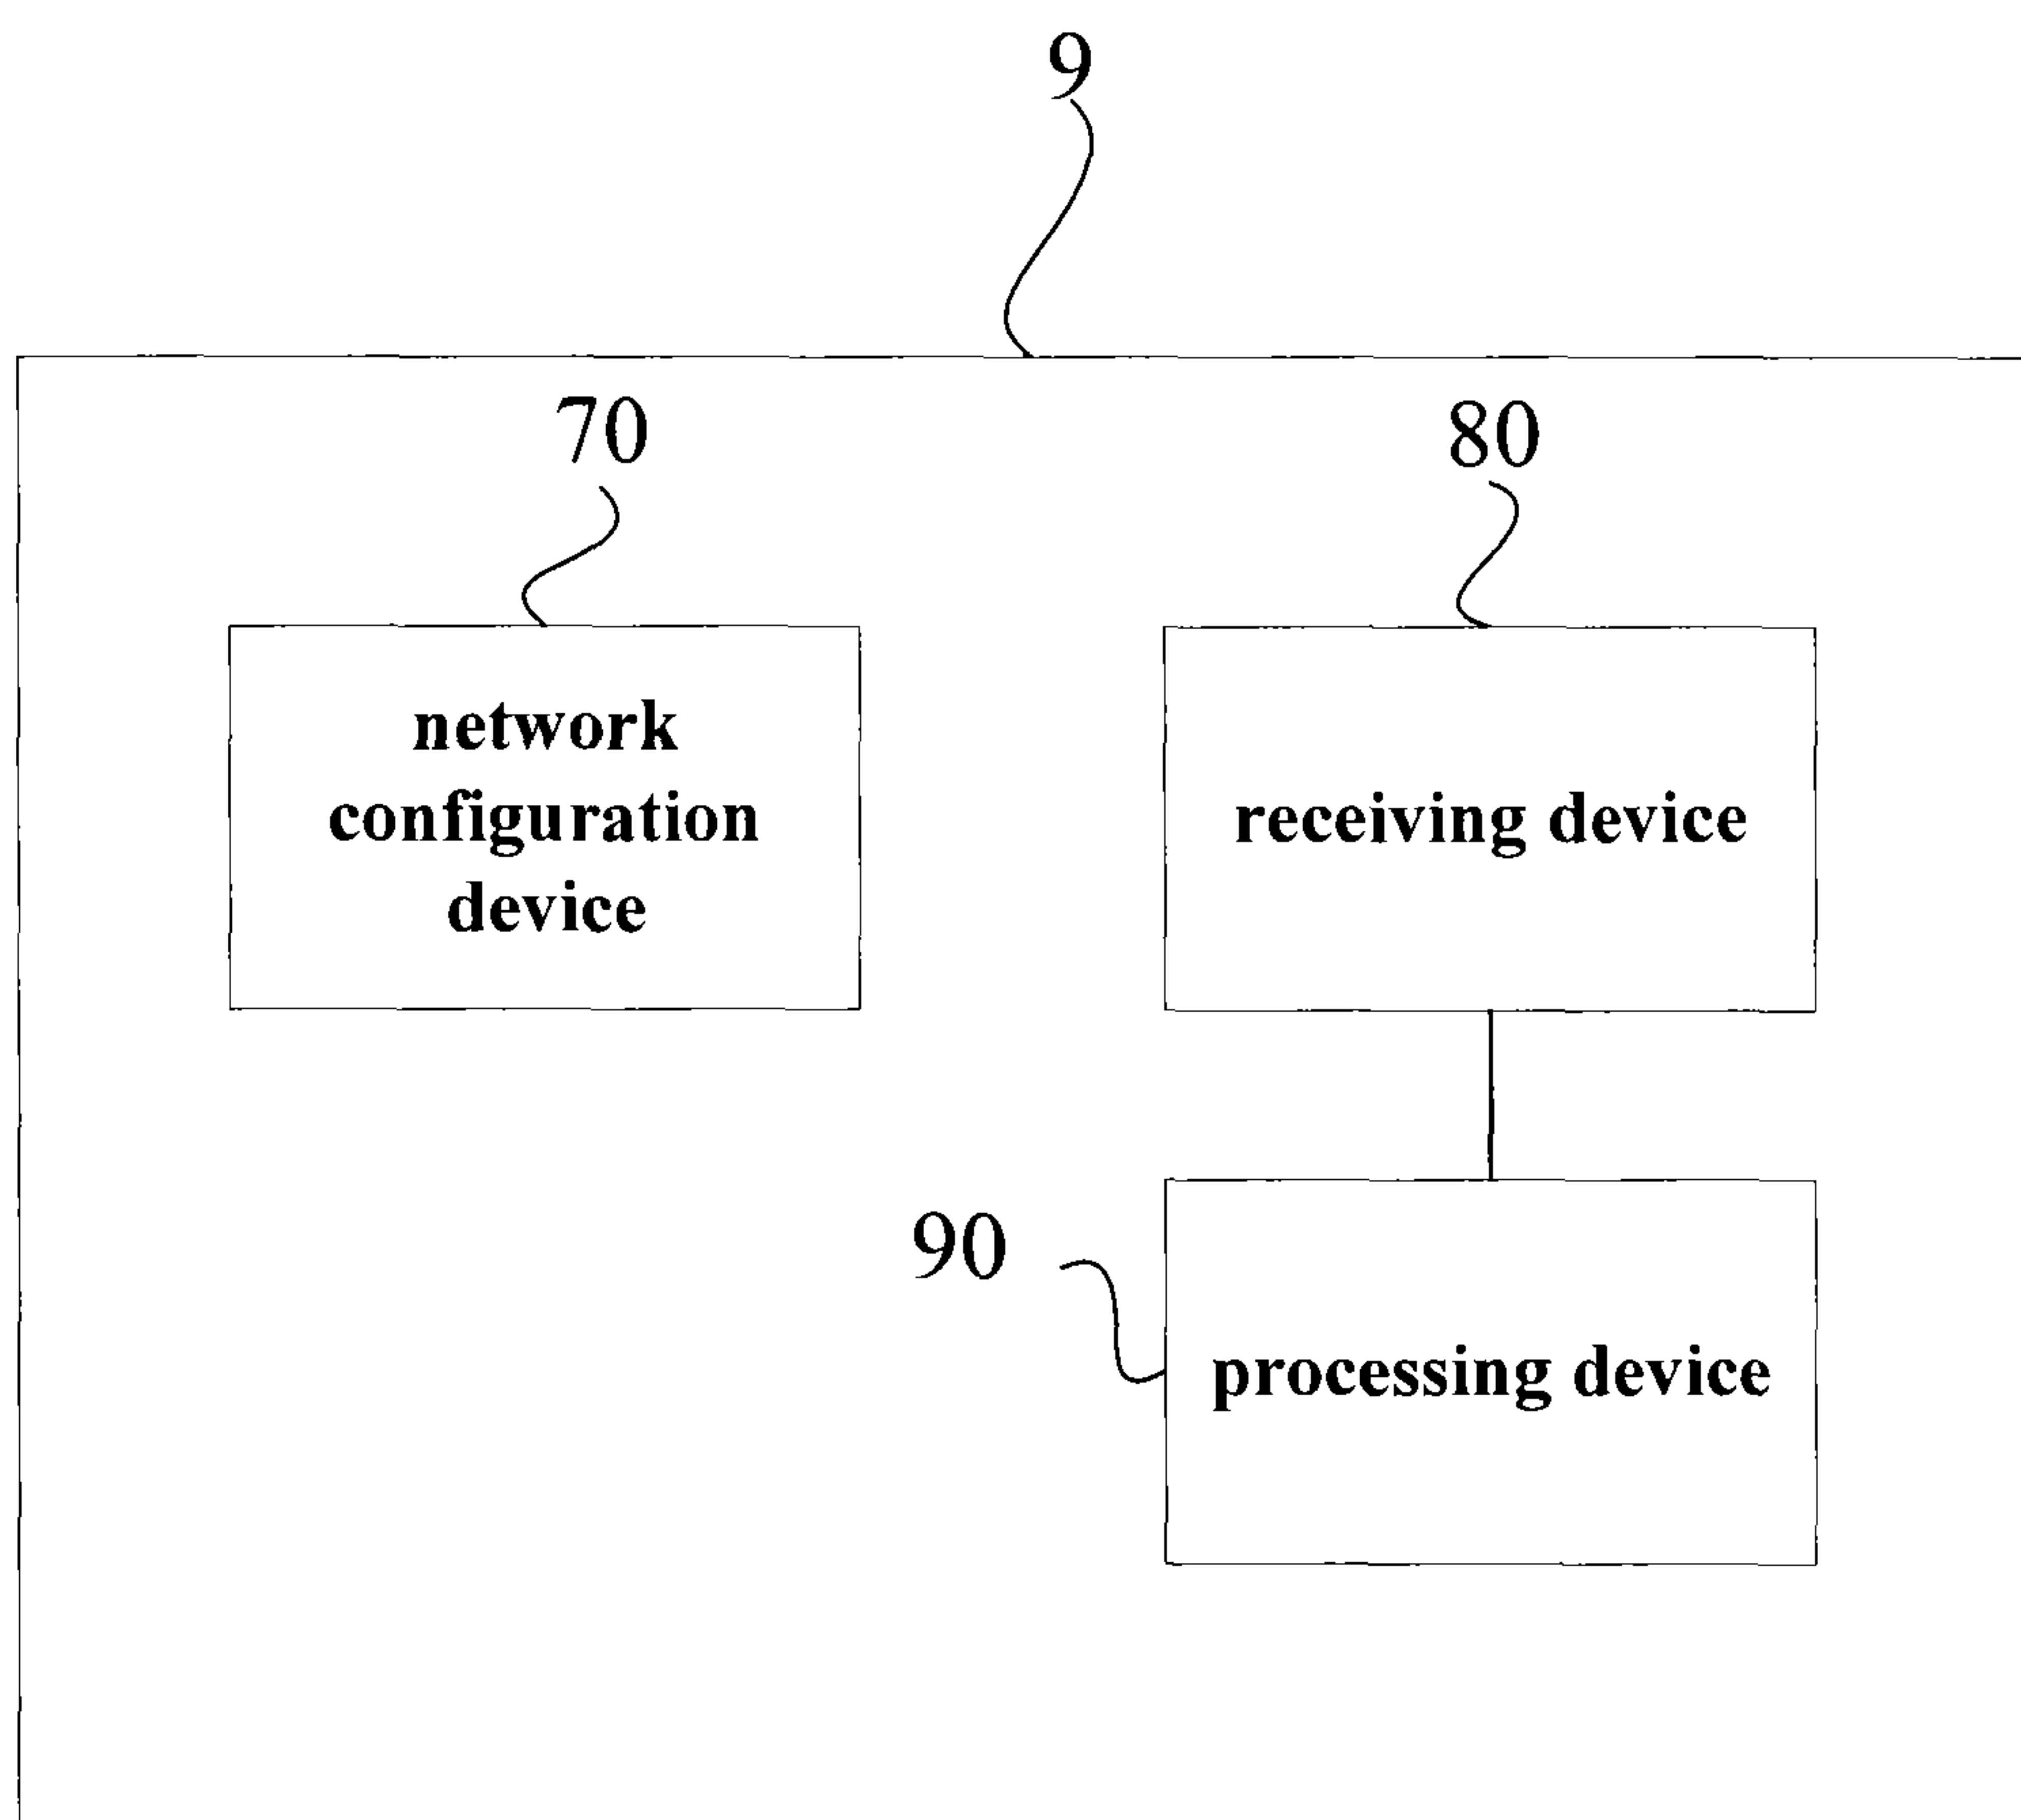 9
70
80
network
configuration
device
receiving device
90
processing device